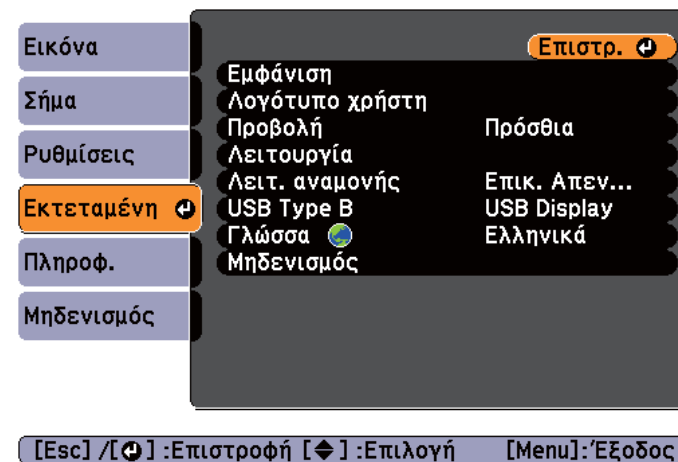 Εικόνα
Σήμα
Ρυθμίσεις
Εκτεταμένη
Πληροφ.
Μηδενισμός
Επιστρ.
Εμφάνιση
Λογότυπο χρήστη
Προβολή Πρόσθια
Λειτουργία
Λειτ. αναμονής Επικ. Απεν...
USB Type B USB Display
Γλώσσα Ελληνικά
Μηδενισμός
[Esc] /[⏎] :Επιστροφή [◆] :Επιλογή [Menu]:Έξοδος